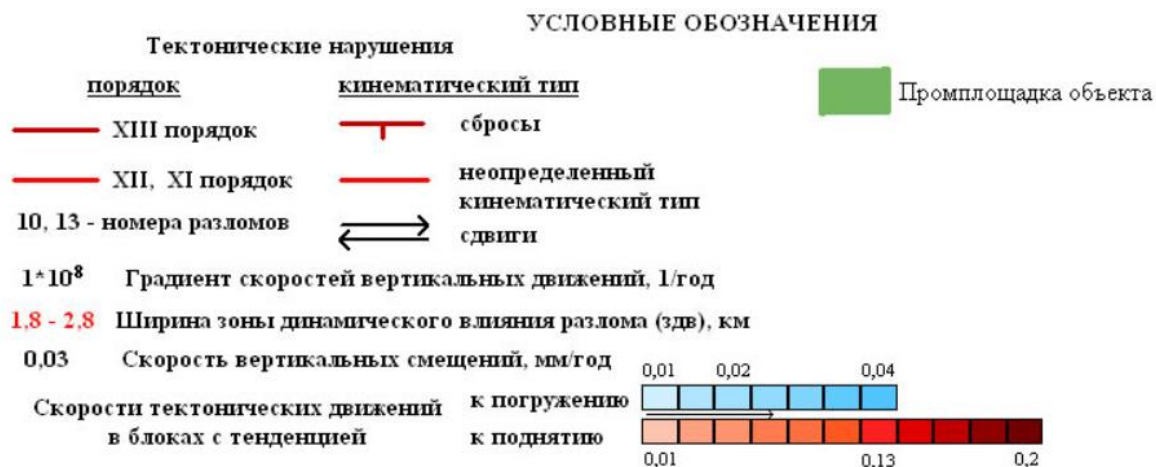 УСЛОВНЫЕ ОБОЗНАЧЕНИЯ
Тектонические нарушения
порядок кинематический тип
Промплощадка объекта
XIII порядок сбросы
XII, XI порядок неопределенный
кинематический тип
10, 13 - номера разломов сдвиги
1*10⁸ Градиент скоростей вертикальных движений, 1/год
1,8 - 2,8 Ширина зоны динамического влияния разлома (здв), км
0,03 Скорость вертикальных смещений, мм/год
0,01 0,02 0,04
Скорости тектонических движений к погружению
в блоках с тенденцией к поднятию
0,01 0,13 0,2